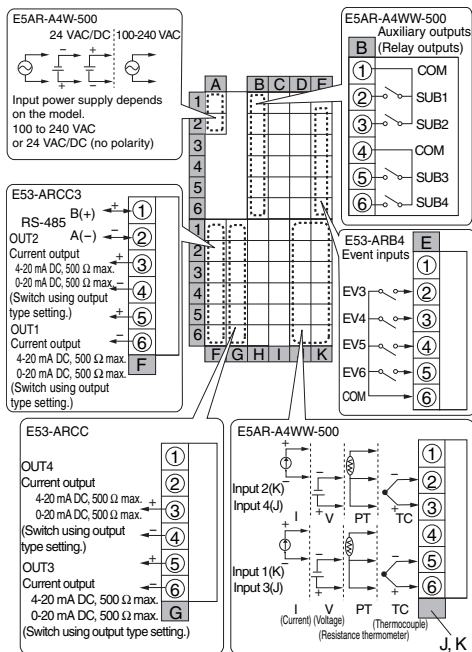 E5AR-A4W-500
24 VAC/DC 100-240 VAC
Input power supply depends
on the model.
100 to 240 VAC
or 24 VAC/DC (no polarity)
E5AR-A4WW-500
Auxiliary outputs
(Relay outputs)
B
1 COM
2 SUB1
3 SUB2
4 COM
5 SUB3
6 SUB4
A B C D E
1
2
3
4
5
6
1
2
3
4
5
6
F G H I J K
E53-ARCC3
RS-485
B(+) + 1
A(−) − 2
OUT2
Current output
4-20 mA DC, 500 Ω max.
0-20 mA DC, 500 Ω max.
(Switch using output
type setting.)
+ 3
− 4
OUT1
Current output
4-20 mA DC, 500 Ω max.
0-20 mA DC, 500 Ω max.
(Switch using output
type setting.)
+ 5
− 6
F
E53-ARB4
Event inputs
E
1
EV3 2
EV4 3
EV5 4
EV6 5
COM 6
E53-ARCC
1
2
OUT4
Current output
4-20 mA DC, 500 Ω max.
0-20 mA DC, 500 Ω max.
(Switch using output
type setting.)
+ 3
− 4
OUT3
Current output
4-20 mA DC, 500 Ω max.
0-20 mA DC, 500 Ω max.
(Switch using output type setting.)
+ 5
− 6
G
E5AR-A4WW-500
Input 2(K)
Input 4(J)
I V PT TC
Input 1(K)
Input 3(J)
I V PT TC
(Current) (Voltage) (Thermocouple)
(Resistance thermometer)
1
2
3
4
5
6
J, K